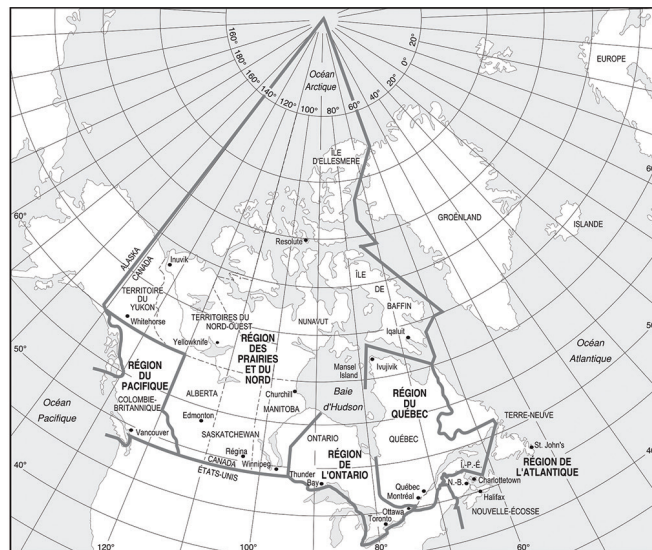 160°
180°
160°
140°
120°
100°
80°
60°
40°
20°
0°
20°
Océan
Arctique
EUROPE
ÎLE
D'ELLESMERE
GROËNLAND
ISLANDE
60°
60°
Resolute
ALASKA
CANADA
Inuvik
ÎLE
DE
BAFFIN
TERRITOIRE
DU
YUKON
Whitehorse
TERRITOIRES DU
NORD-OUEST
NUNAVUT
Iqaluit
Yellowknife
RÉGION
DES
PRAIRIES
ET DU
NORD
50°
50°
Océan
Atlantique
Mansel
Island
Ivujivik
RÉGION
DU
PACIFIQUE
COLOMBIE-
BRITANNIQUE
Océan
Pacifique
ALBERTA
Churchill
MANITOBA
Baie
d'Hudson
RÉGION
DU
QUÉBEC
TERRE-NEUVE
Edmonton
Vancouver
SASKATCHEWAN
ONTARIO
QUÉBEC
St. John's
Régina
CANADA
ÉTATS-UNIS
Winnipeg
Thunder
Bay
RÉGION
DE
L'ONTARIO
Î.-P.-É.
RÉGION DE
L'ATLANTIQUE
40°
40°
N.-B.
Charlottetown
Halifax
Québec
Montréal
Ottawa
Toronto
NOUVELLE-ÉCOSSE
120°
100°
80°
60°